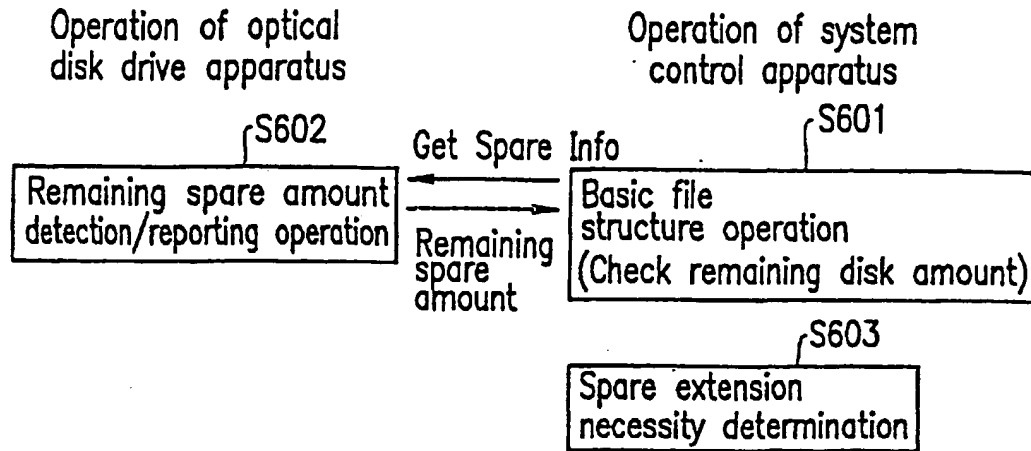 Operation of optical
disk drive apparatus
Operation of system
control apparatus
S602
Get Spare Info
S601
Remaining spare amount
detection/reporting operation
Remaining
spare
amount
Basic file
structure operation
(Check remaining disk amount)
S603
Spare extension
necessity determination